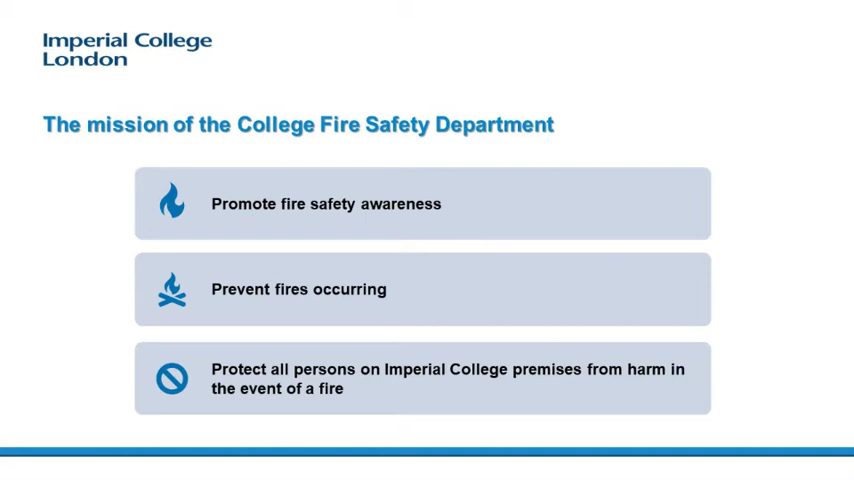 Imperial College
London
The mission of the College Fire Safety Department
Promote fire safety awareness
Prevent fires occurring
Protect all persons on Imperial College premises from harm in
the event of a fire